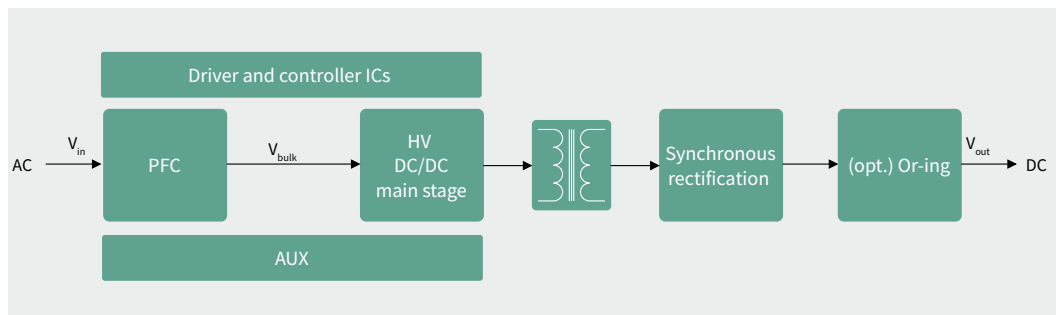 Driver and controller ICs
AC
Vin
PFC
Vbulk
HV
DC/DC
main stage
Synchronous
rectification
(opt.) Or-ing
Vout
DC
AUX